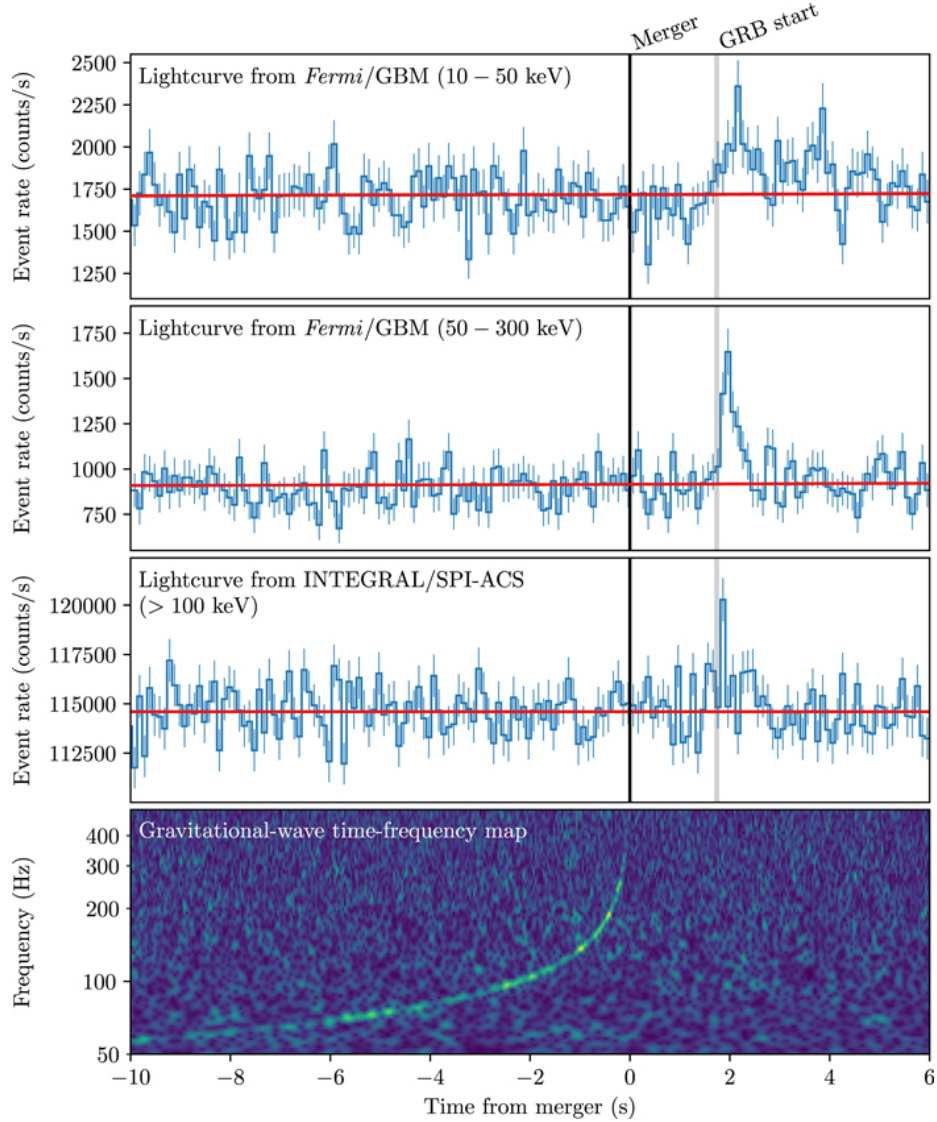 Merger
GRB start
Lightcurve from Fermi/GBM (10 − 50 keV)
Event rate (counts/s)
2500
2250
2000
1750
1500
1250
Lightcurve from Fermi/GBM (50 − 300 keV)
Event rate (counts/s)
1750
1500
1250
1000
750
Lightcurve from INTEGRAL/SPI-ACS
(> 100 keV)
Event rate (counts/s)
120000
117500
115000
112500
Gravitational-wave time-frequency map
Frequency (Hz)
400
300
200
100
50
−10 −8 −6 −4 −2 0 2 4 6
Time from merger (s)